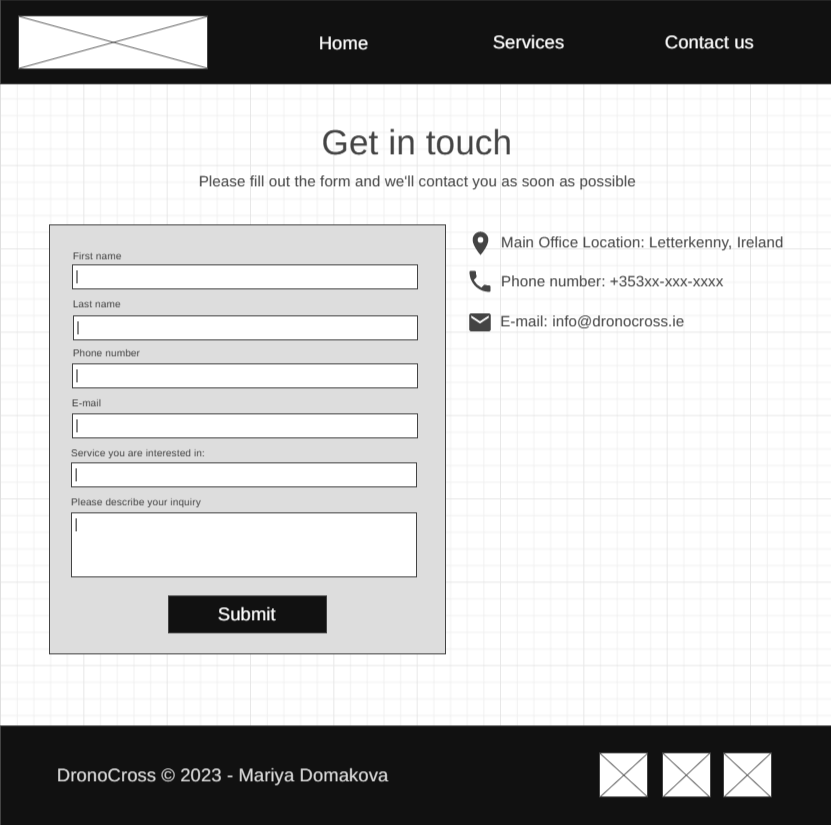 Home
Services
Contact us
Get in touch
Please fill out the form and we'll contact you as soon as possible
First name
Last name
Phone number
E-mail
Service you are interested in:
Please describe your inquiry
Submit
Main Office Location: Letterkenny, Ireland
Phone number: +353xx-xxx-xxxx
E-mail: info@dronocross.ie
DronoCross © 2023 - Mariya Domakova